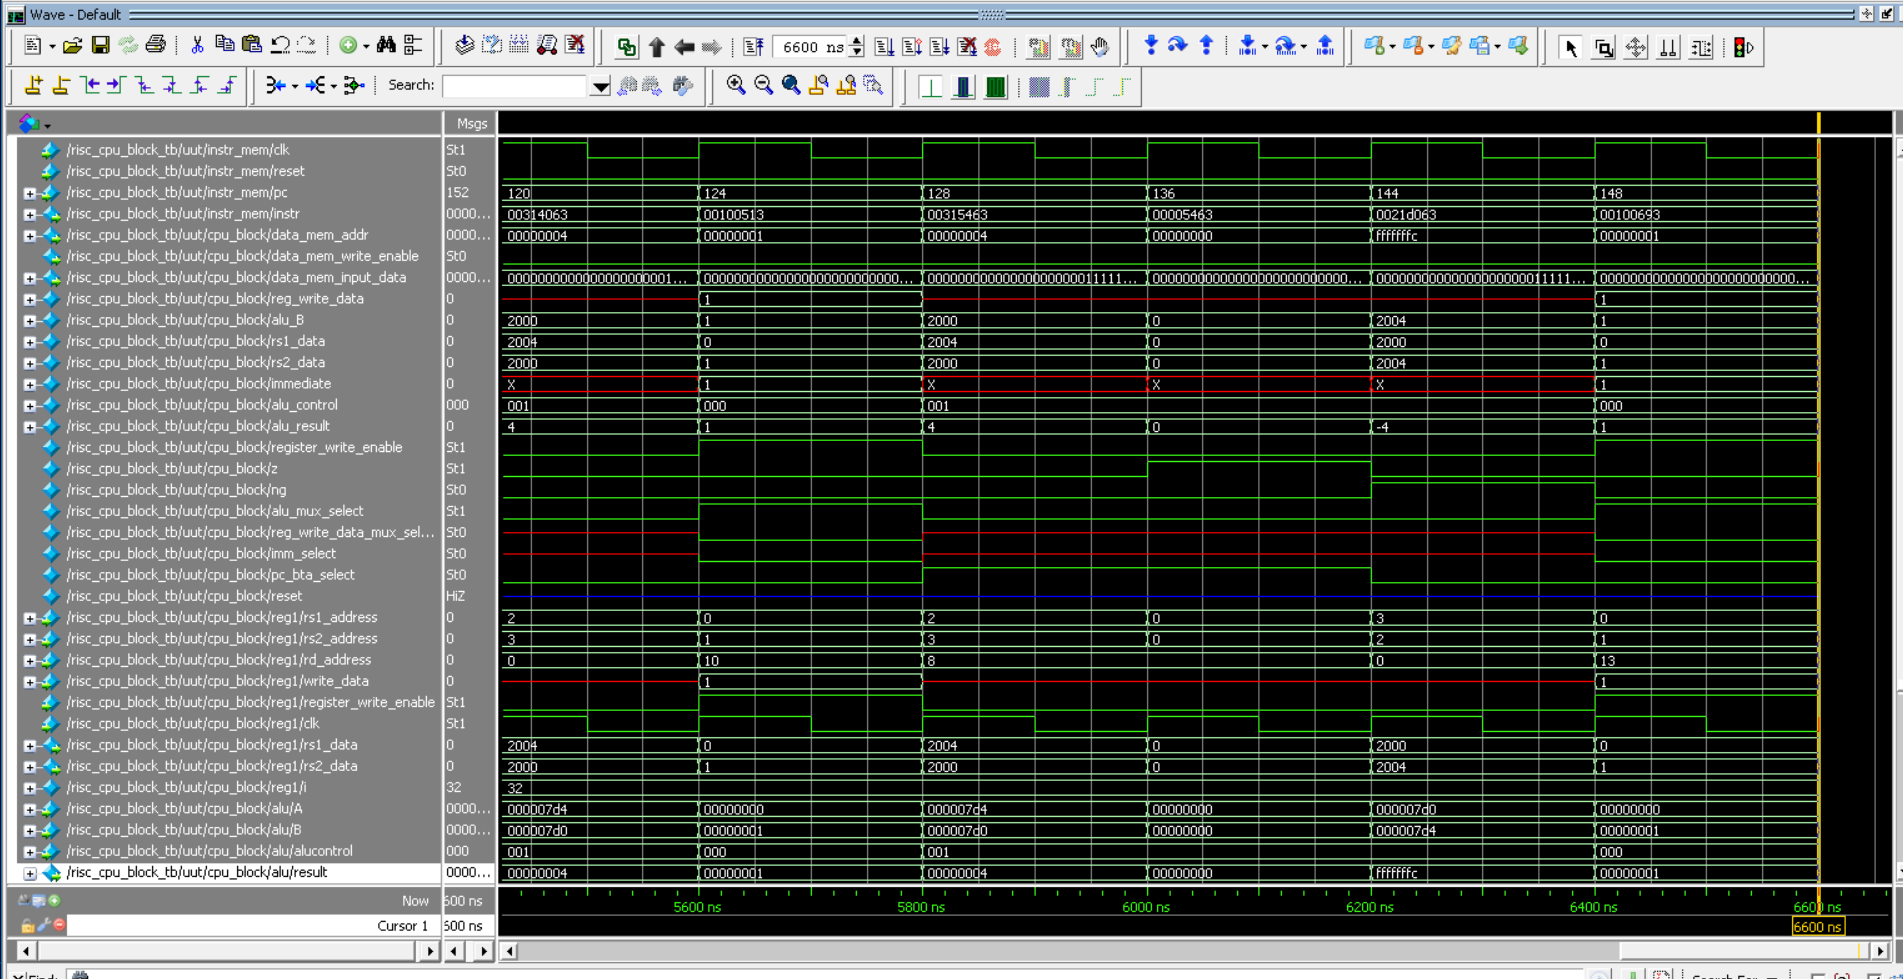 Wave - Default
6600 ns
Search:
Msgs
/risc_cpu_block_tb/uut/instr_mem/clk St1
/risc_cpu_block_tb/uut/instr_mem/reset St0
/risc_cpu_block_tb/uut/instr_mem/pc 152 120 124 128 136 144 148
/risc_cpu_block_tb/uut/instr_mem/instr 0000... 00314063 00100513 00315463 00005463 0021d063 00100693
/risc_cpu_block_tb/uut/cpu_block/data_mem_addr 0000... 00000004 00000001 00000004 00000000 fffffffc 00000001
/risc_cpu_block_tb/uut/cpu_block/data_mem_write_enable St0
/risc_cpu_block_tb/uut/cpu_block/data_mem_input_data 0000... 000000000000000000000001... 000000000000000000000000... 0000000000000000000000011111... 000000000000000000000000... 0000000000000000000000011111... 000000000000000000000000...
/risc_cpu_block_tb/uut/cpu_block/reg_write_data 0 1 1
/risc_cpu_block_tb/uut/cpu_block/alu_B 0 2000 1 2000 0 2004 1
/risc_cpu_block_tb/uut/cpu_block/rs1_data 0 2004 0 2004 0 2000 0
/risc_cpu_block_tb/uut/cpu_block/rs2_data 0 2000 1 2000 0 2004 1
/risc_cpu_block_tb/uut/cpu_block/immediate 0 X 1 X X X 1
/risc_cpu_block_tb/uut/cpu_block/alu_control 000 001 000 001 000
/risc_cpu_block_tb/uut/cpu_block/alu_result 0 4 1 4 0 -4 1
/risc_cpu_block_tb/uut/cpu_block/register_write_enable St1
/risc_cpu_block_tb/uut/cpu_block/z St1
/risc_cpu_block_tb/uut/cpu_block/ng St0
/risc_cpu_block_tb/uut/cpu_block/alu_mux_select St1
/risc_cpu_block_tb/uut/cpu_block/reg_write_data_mux_sel... St0
/risc_cpu_block_tb/uut/cpu_block/imm_select St0
/risc_cpu_block_tb/uut/cpu_block/pc_bta_select St0
/risc_cpu_block_tb/uut/cpu_block/reset HiZ
/risc_cpu_block_tb/uut/cpu_block/reg1/rs1_address 0 2 0 2 0 3 0
/risc_cpu_block_tb/uut/cpu_block/reg1/rs2_address 0 3 1 3 0 2 1
/risc_cpu_block_tb/uut/cpu_block/reg1/rd_address 0 0 10 8 0 13
/risc_cpu_block_tb/uut/cpu_block/reg1/write_data 0 1 1
/risc_cpu_block_tb/uut/cpu_block/reg1/register_write_enable St1
/risc_cpu_block_tb/uut/cpu_block/reg1/clk St1
/risc_cpu_block_tb/uut/cpu_block/reg1/rs1_data 0 2004 0 2004 0 2000 0
/risc_cpu_block_tb/uut/cpu_block/reg1/rs2_data 0 2000 1 2000 0 2004 1
/risc_cpu_block_tb/uut/cpu_block/reg1/i 32 32
/risc_cpu_block_tb/uut/cpu_block/alu/A 0000... 000007d4 00000000 000007d4 00000000 000007d0 00000000
/risc_cpu_block_tb/uut/cpu_block/alu/B 0000... 000007d0 00000001 000007d0 00000000 000007d4 00000001
/risc_cpu_block_tb/uut/cpu_block/alu/alucontrol 000 001 000 001 000
/risc_cpu_block_tb/uut/cpu_block/alu/result 0000... 00000004 00000001 00000004 00000000 fffffffc 00000001
Now 600 ns 5600 ns 5800 ns 6000 ns 6200 ns 6400 ns 6600 ns
Cursor 1 600 ns 6600 ns